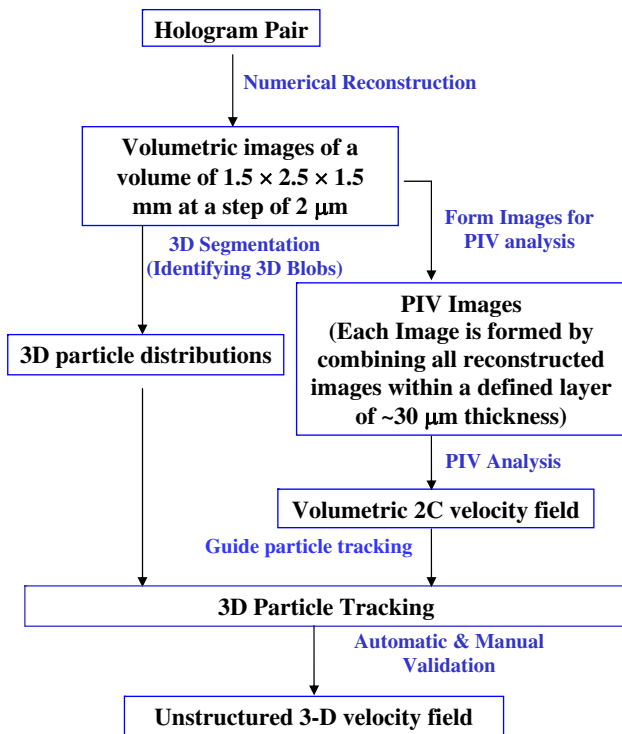 Hologram Pair
Numerical Reconstruction
Volumetric images of a
volume of 1.5 × 2.5 × 1.5
mm at a step of 2 μm
3D Segmentation
(Identifying 3D Blobs)
Form Images for
PIV analysis
PIV Images
(Each Image is formed by
combining all reconstructed
images within a defined layer
of ~30 μm thickness)
3D particle distributions
PIV Analysis
Volumetric 2C velocity field
Guide particle tracking
3D Particle Tracking
Automatic & Manual
Validation
Unstructured 3-D velocity field